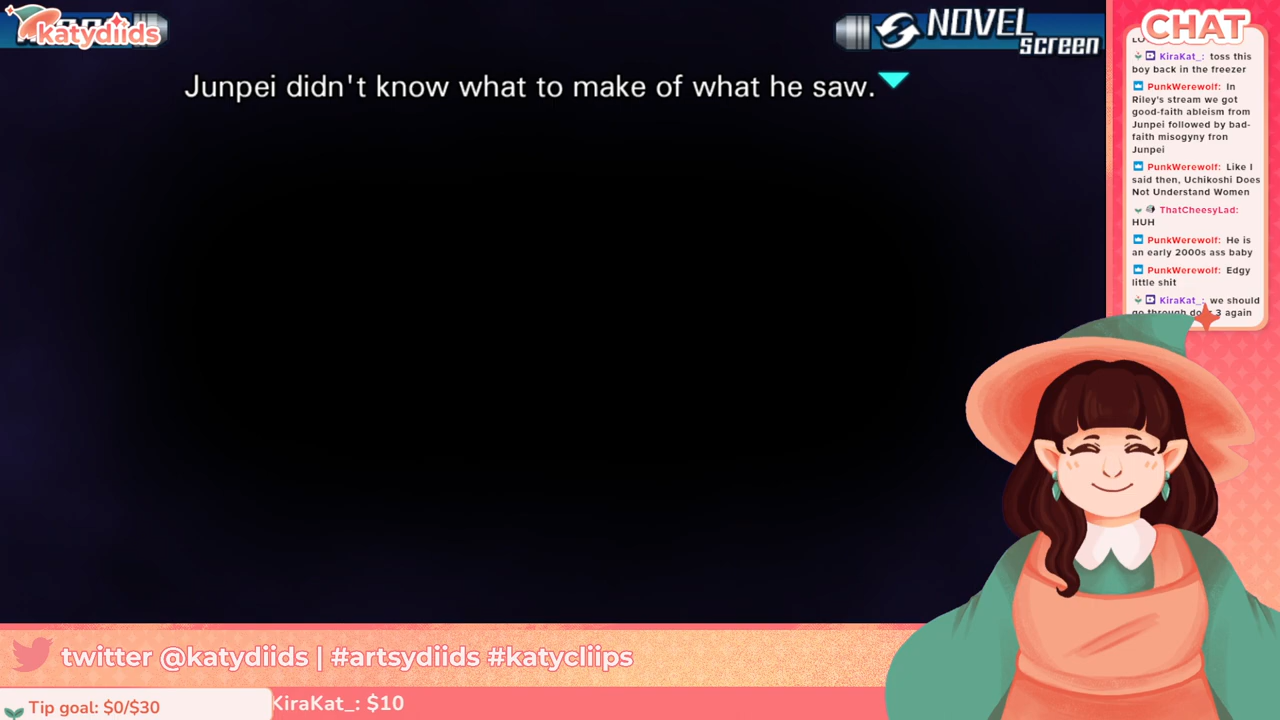 katydiids
NOVEL
Screen
Junpei didn't know what to make of what he saw.
CHAT
KiraKat_: toss this
boy back in the freezer
PunkWerewolf: In
Riley's stream we got
good-faith ableism from
Junpei followed by bad-
faith misogyny fron
Junpei
PunkWerewolf: Like I
said then, Uchikoshi Does
Not Understand Women
ThatCheesyLad:
HUH
PunkWerewolf: He is
an early 2000s ass baby
PunkWerewolf: Edgy
little shit
KiraKat_: we should
go through door 3 again
twitter @katydiids | #artsydiids #katycliips
Tip goal: $0/$30
KiraKat_: $10